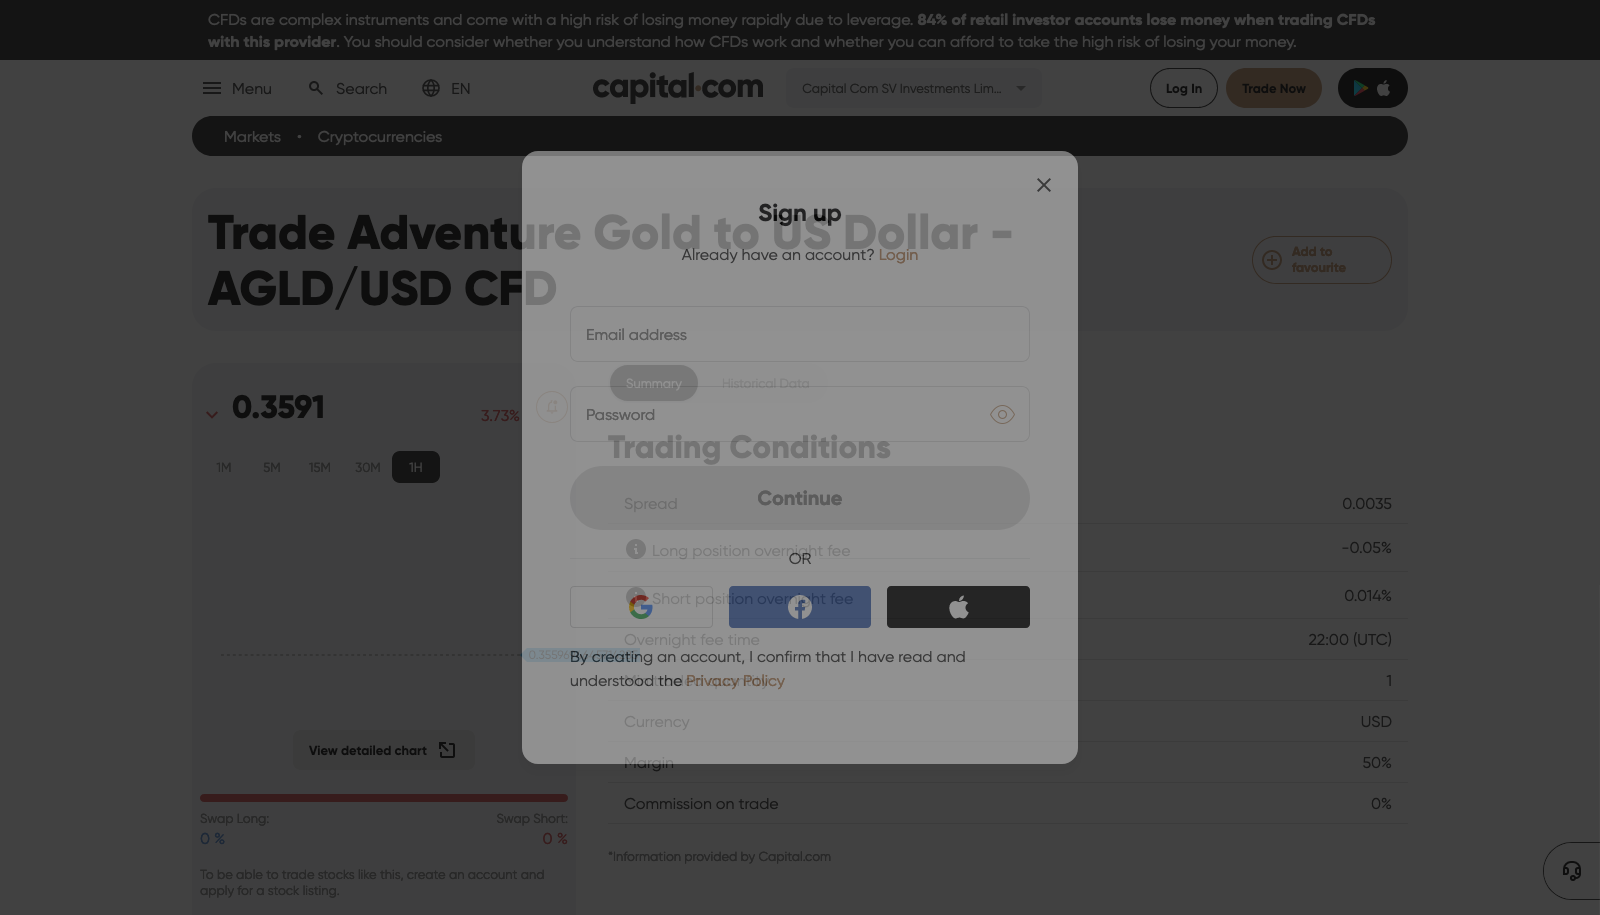 CFDs are complex instruments and come with a high risk of losing money rapidly due to leverage. 84% of retail investor accounts lose money when trading CFDs
with this provider. You should consider whether you understand how CFDs work and whether you can afford to take the high risk of losing your money.
Menu
Search
EN
capital.com
Capital Com SV Investments Lim...
Log In
Trade Now
Markets • Cryptocurrencies
Trade Adventure Gold to US Dollar -
AGLD/USD CFD
Add to
favourite
Sign up
Already have an account? Login
Email address
Password
Continue
OR
By creating an account, I confirm that I have read and
understood the Privacy Policy
0.3591
3.73%
1M
5M
15M
30M
1H
View detailed chart
Swap Long:
Swap Short:
0 %
0 %
To be able to trade stocks like this, create an account and
apply for a stock listing.
Summary
Historical Data
Trading Conditions
Spread
0.0035
Long position overnight fee
-0.05%
Short position overnight fee
0.014%
Overnight fee time
22:00 (UTC)
1
Currency
USD
Margin
50%
Commission on trade
0%
*Information provided by Capital.com